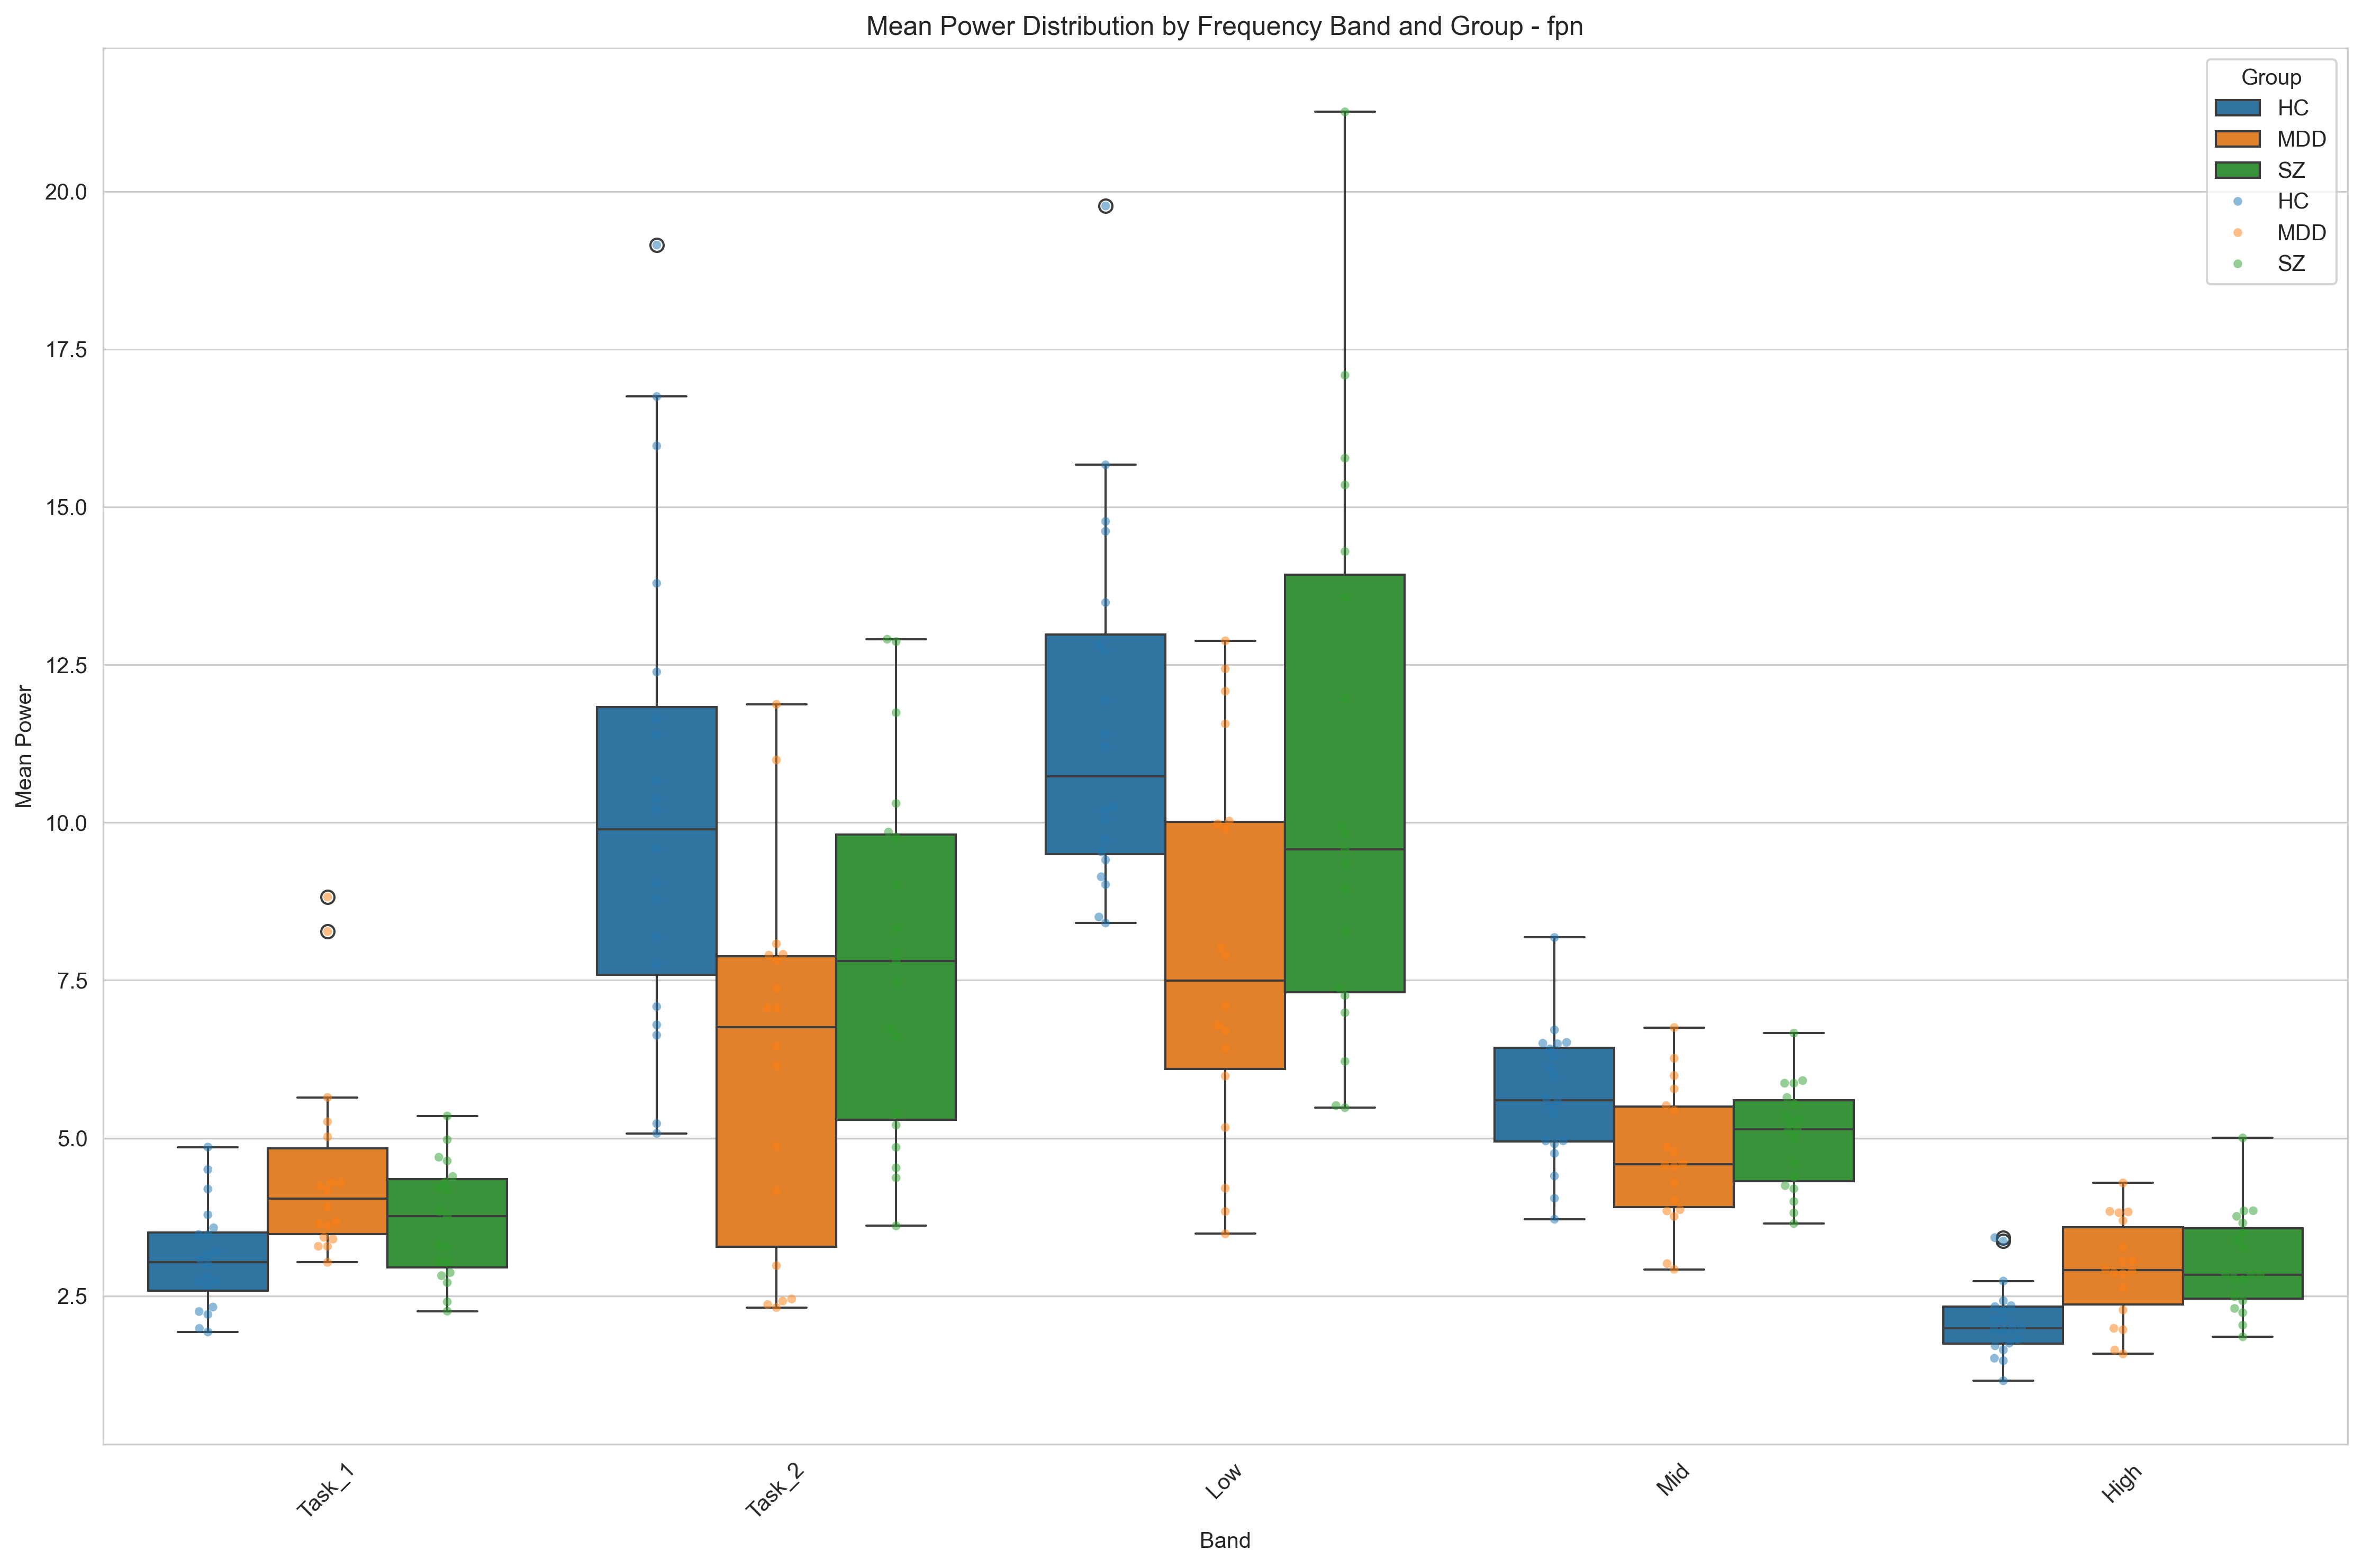 Mean Power Distribution by Frequency Band and Group - fpn
Group
HC
MDD
SZ
HC
MDD
SZ
20.0
17.5
15.0
12.5
10.0
7.5
5.0
2.5
Mean Power
Task_1
Task_2
Low
Mid
High
Band